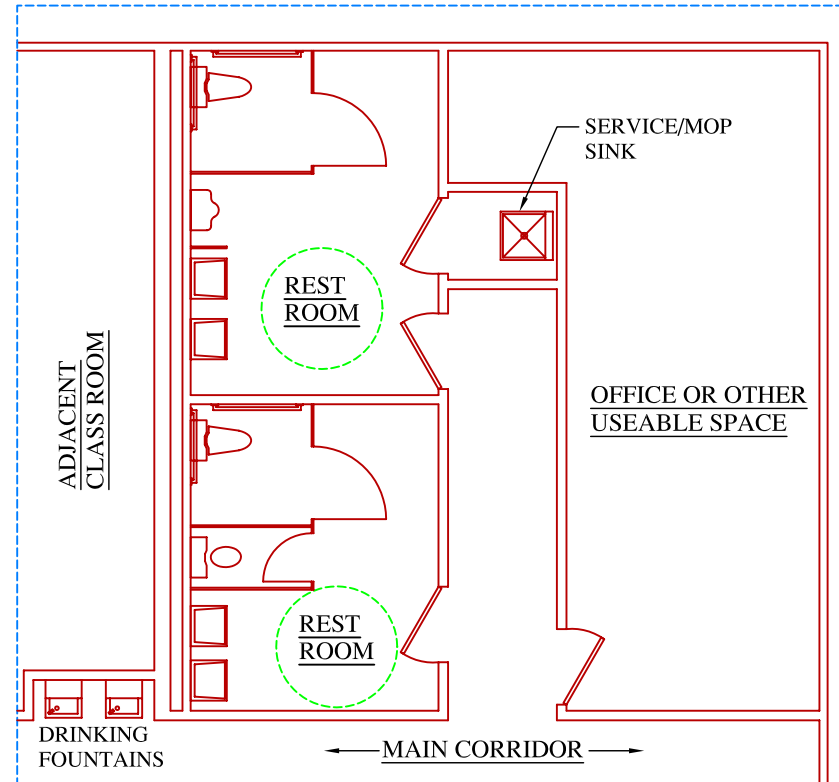 SERVICE/MOP
SINK
REST
ROOM
ADJACENT
CLASS ROOM
OFFICE OR OTHER
USEABLE SPACE
REST
ROOM
DRINKING
FOUNTAINS
MAIN CORRIDOR